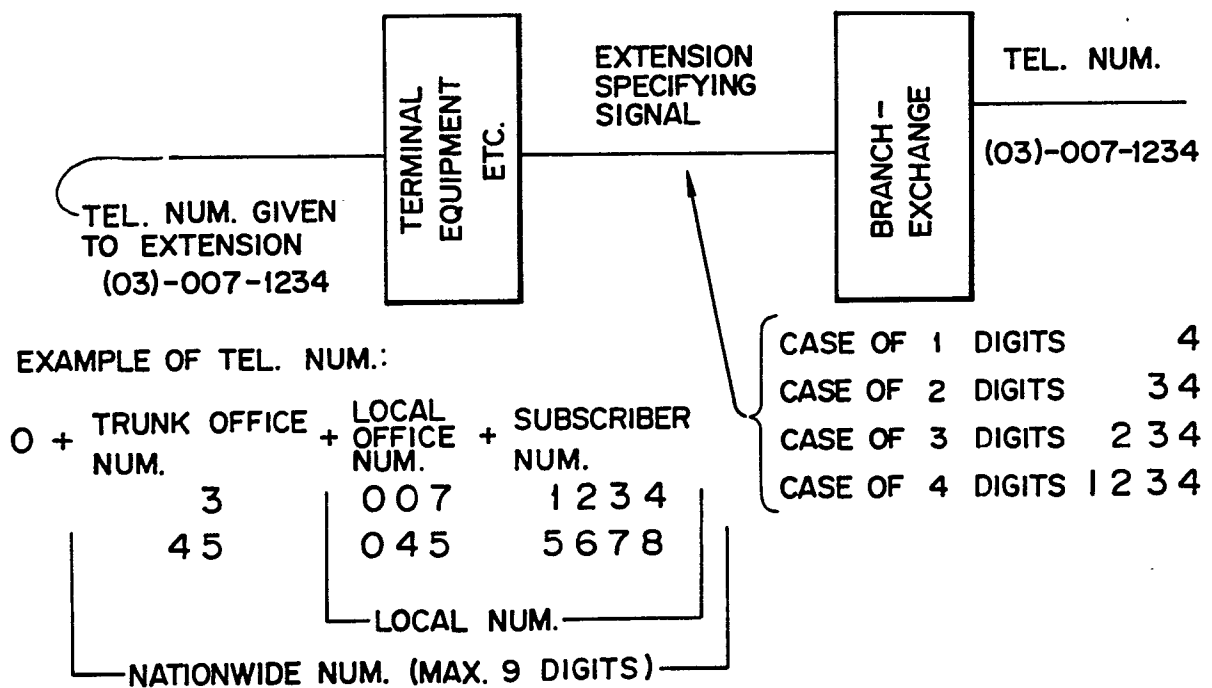 TERMINAL
EQUIPMENT
ETC.
EXTENSION
SPECIFYING
SIGNAL
BRANCH-
EXCHANGE
TEL. NUM.
(03)-007-1234
TEL. NUM. GIVEN
TO EXTENSION
(03)-007-1234
CASE OF 1 DIGITS 4
CASE OF 2 DIGITS 34
CASE OF 3 DIGITS 234
CASE OF 4 DIGITS 1234
EXAMPLE OF TEL. NUM.:
0 + TRUNK OFFICE NUM. + LOCAL OFFICE NUM. + SUBSCRIBER NUM.
3 007 1234
45 045 5678
LOCAL NUM.
NATIONWIDE NUM. (MAX. 9 DIGITS)